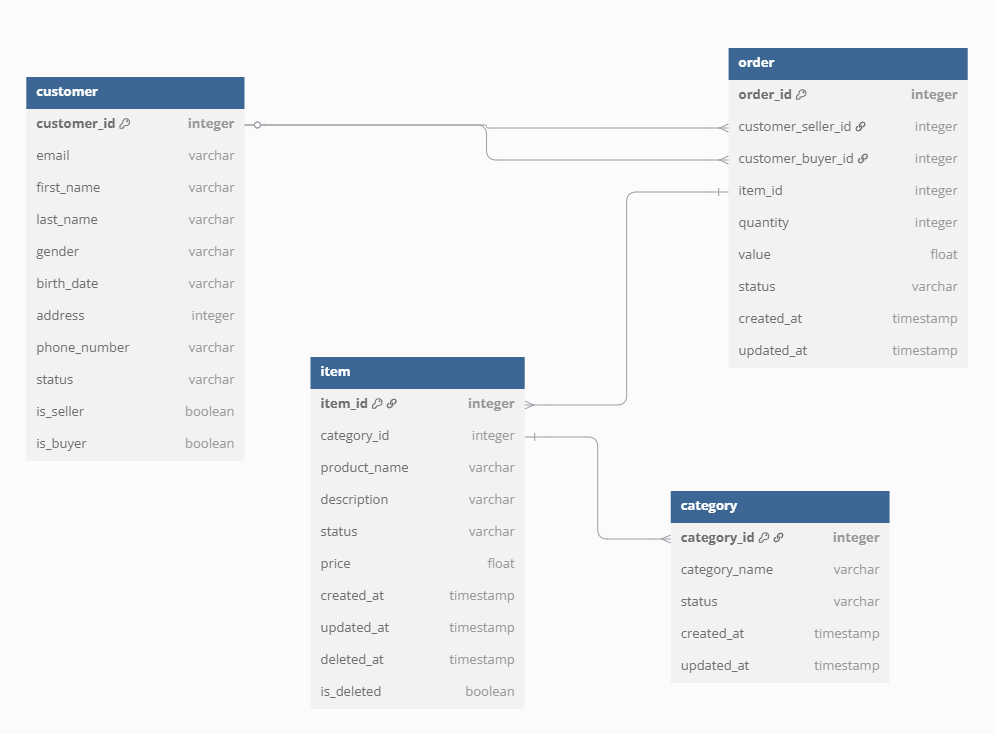 customer
customer_id integer
email varchar
first_name varchar
last_name varchar
gender varchar
birth_date varchar
address integer
phone_number varchar
status varchar
is_seller boolean
is_buyer boolean
order
order_id integer
customer_seller_id integer
customer_buyer_id integer
item_id integer
quantity integer
value float
status varchar
created_at timestamp
updated_at timestamp
item
item_id integer
category_id integer
product_name varchar
description varchar
status varchar
price float
created_at timestamp
updated_at timestamp
deleted_at timestamp
is_deleted boolean
category
category_id integer
category_name varchar
status varchar
created_at timestamp
updated_at timestamp